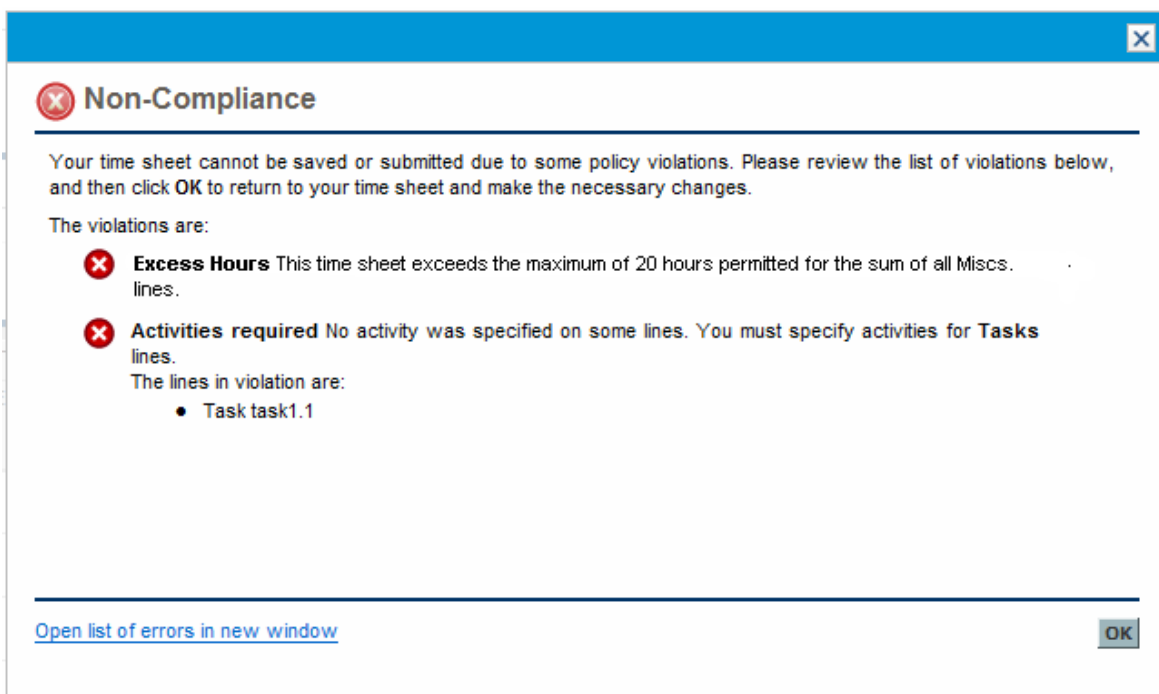 Non-Compliance
Your time sheet cannot be saved or submitted due to some policy violations. Please review the list of violations below,
and then click OK to return to your time sheet and make the necessary changes.
The violations are:
Excess Hours This time sheet exceeds the maximum of 20 hours permitted for the sum of all Miscs.
lines.
Activities required No activity was specified on some lines. You must specify activities for Tasks
lines.
The lines in violation are:
• Task task1.1
Open list of errors in new window
OK